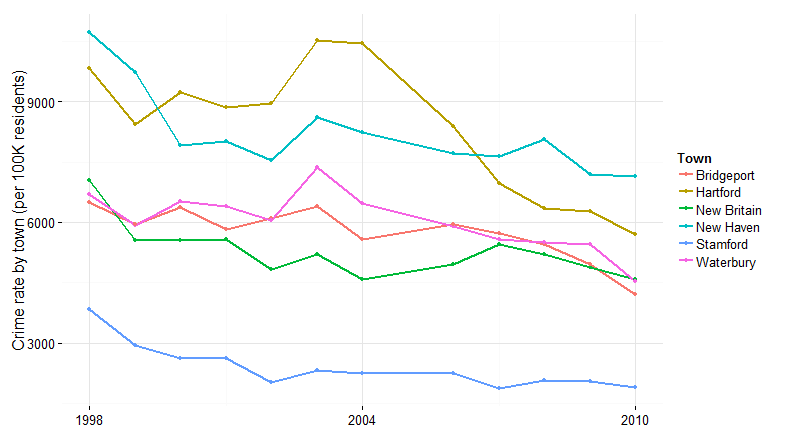 Crime rate by town (per 100K residents)
9000
6000
3000
1998
2004
2010
Town
Bridgeport
Hartford
New Britain
New Haven
Stamford
Waterbury